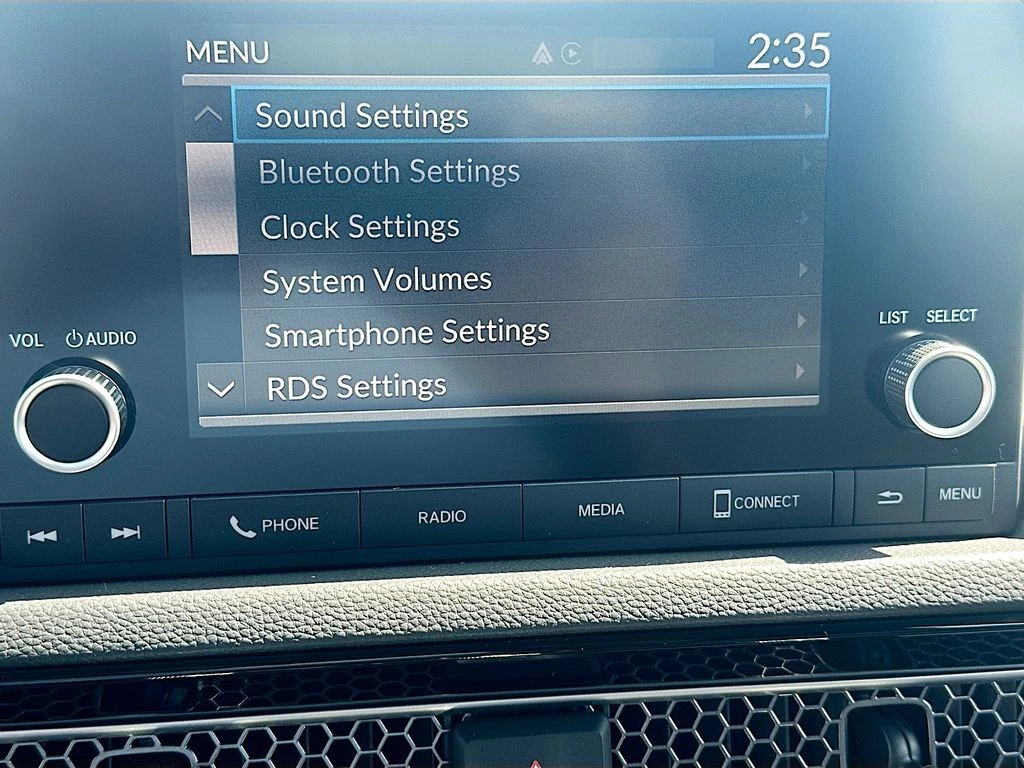 MENU 2:35
Sound Settings
Bluetooth Settings
Clock Settings
System Volumes
Smartphone Settings
RDS Settings
VOL AUDIO
LIST SELECT
PHONE RADIO MEDIA CONNECT MENU